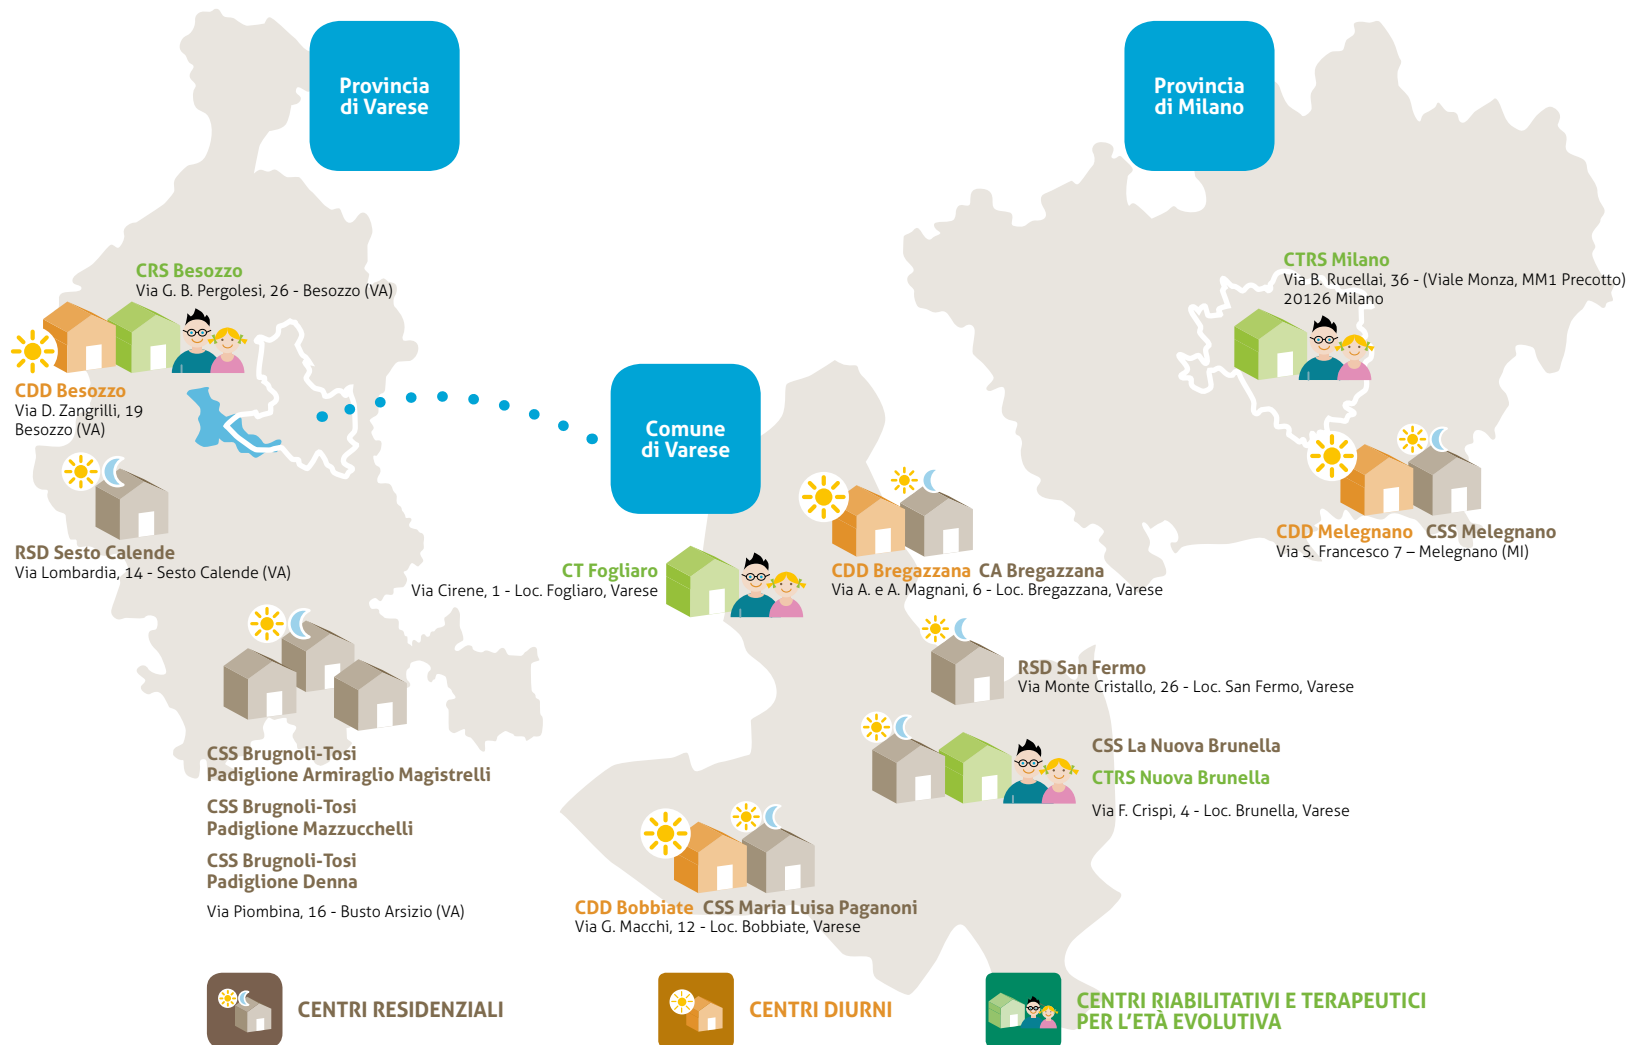 Provincia
di Varese
Provincia
di Milano
CRS Besozzo
Via G. B. Pergolesi, 26 - Besozzo (VA)
CDD Besozzo
Via D. Zangrilli, 19
Besozzo (VA)
RSD Sesto Calende
Via Lombardia, 14 - Sesto Calende (VA)
CSS Brugnoli-Tosi
Padiglione Armiraglio Magistrelli
CSS Brugnoli-Tosi
Padiglione Mazzucchelli
CSS Brugnoli-Tosi
Padiglione Denna
Via Piombina, 16 - Busto Arsizio (VA)
Comune
di Varese
CT Fogliaro
Via Cirene, 1 - Loc. Fogliaro, Varese
CDD Bregazzana CA Bregazzana
Via A. e A. Magnani, 6 - Loc. Bregazzana, Varese
RSD San Fermo
Via Monte Cristallo, 26 - Loc. San Fermo, Varese
CSS La Nuova Brunella
CTRS Nuova Brunella
Via F. Crispi, 4 - Loc. Brunella, Varese
CDD Bobbiate CSS Maria Luisa Paganoni
Via G. Macchi, 12 - Loc. Bobbiate, Varese
CTRS Milano
Via B. Rucellai, 36 - (Viale Monza, MM1 Precotto)
20126 Milano
CDD Melegnano CSS Melegnano
Via S. Francesco 7 – Melegnano (MI)
CENTRI RESIDENZIALI
CENTRI DIURNI
CENTRI RIABILITATIVI E TERAPEUTICI
PER L'ETÀ EVOLUTIVA